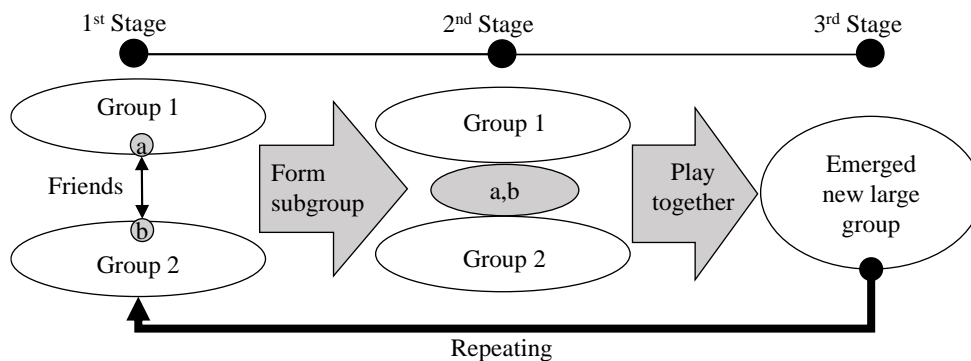 1st Stage
2nd Stage
3rd Stage
Group 1
a
Friends
b
Group 2
Form
subgroup
Group 1
a,b
Group 2
Play
together
Emerged
new large
group
Repeating